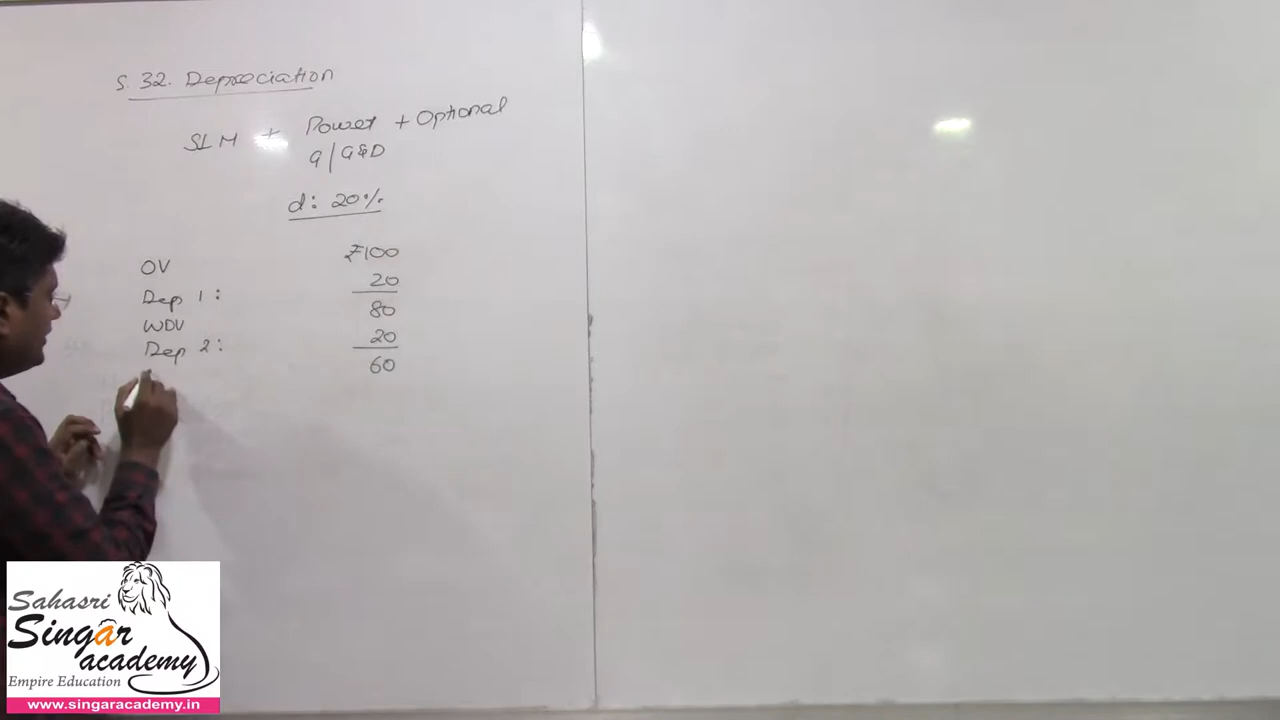 S. 32. Depreciation
SLM + Power + Optional
G/G&D
d: 20%
OV ₹100
Dep 1: 20
WDV 80
Dep 2: 20
60
Sahasri
Singar
academy
Empire Education
www.singaracademy.in